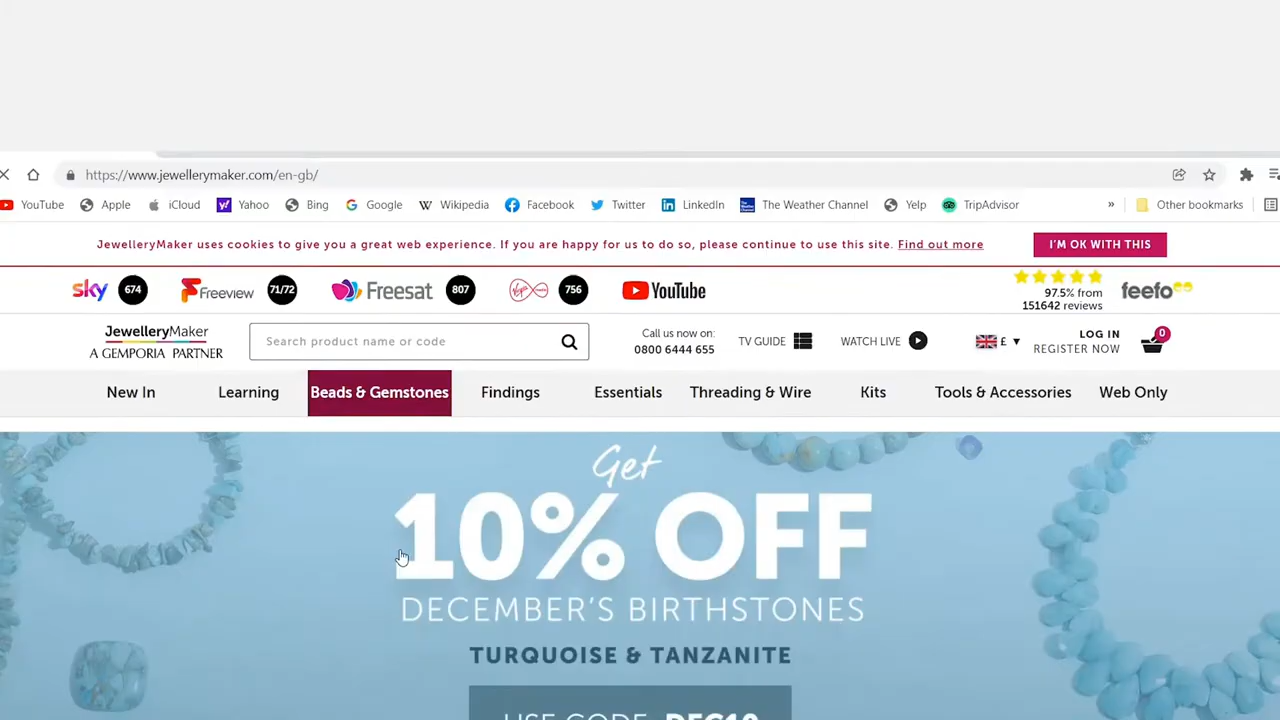 https://www.jewellerymaker.com/en-gb/
YouTube Apple iCloud Yahoo Bing Google Wikipedia Facebook Twitter LinkedIn The Weather Channel Yelp TripAdvisor » Other bookmarks
JewelleryMaker uses cookies to give you a great web experience. If you are happy for us to do so, please continue to use this site. Find out more
I'M OK WITH THIS
sky 674 Freeview 71/72 Freesat 807 Virgin 756 YouTube
97.5% from
151642 reviews
feefo
JewelleryMaker
A GEMPORIA PARTNER
Search product name or code
Call us now on:
0800 6444 655
TV GUIDE
WATCH LIVE
£ ▼
LOG IN
REGISTER NOW
0
New In Learning Beads & Gemstones Findings Essentials Threading & Wire Kits Tools & Accessories Web Only
Get
10% OFF
DECEMBER'S BIRTHSTONES
TURQUOISE & TANZANITE
USE CODE DEC10